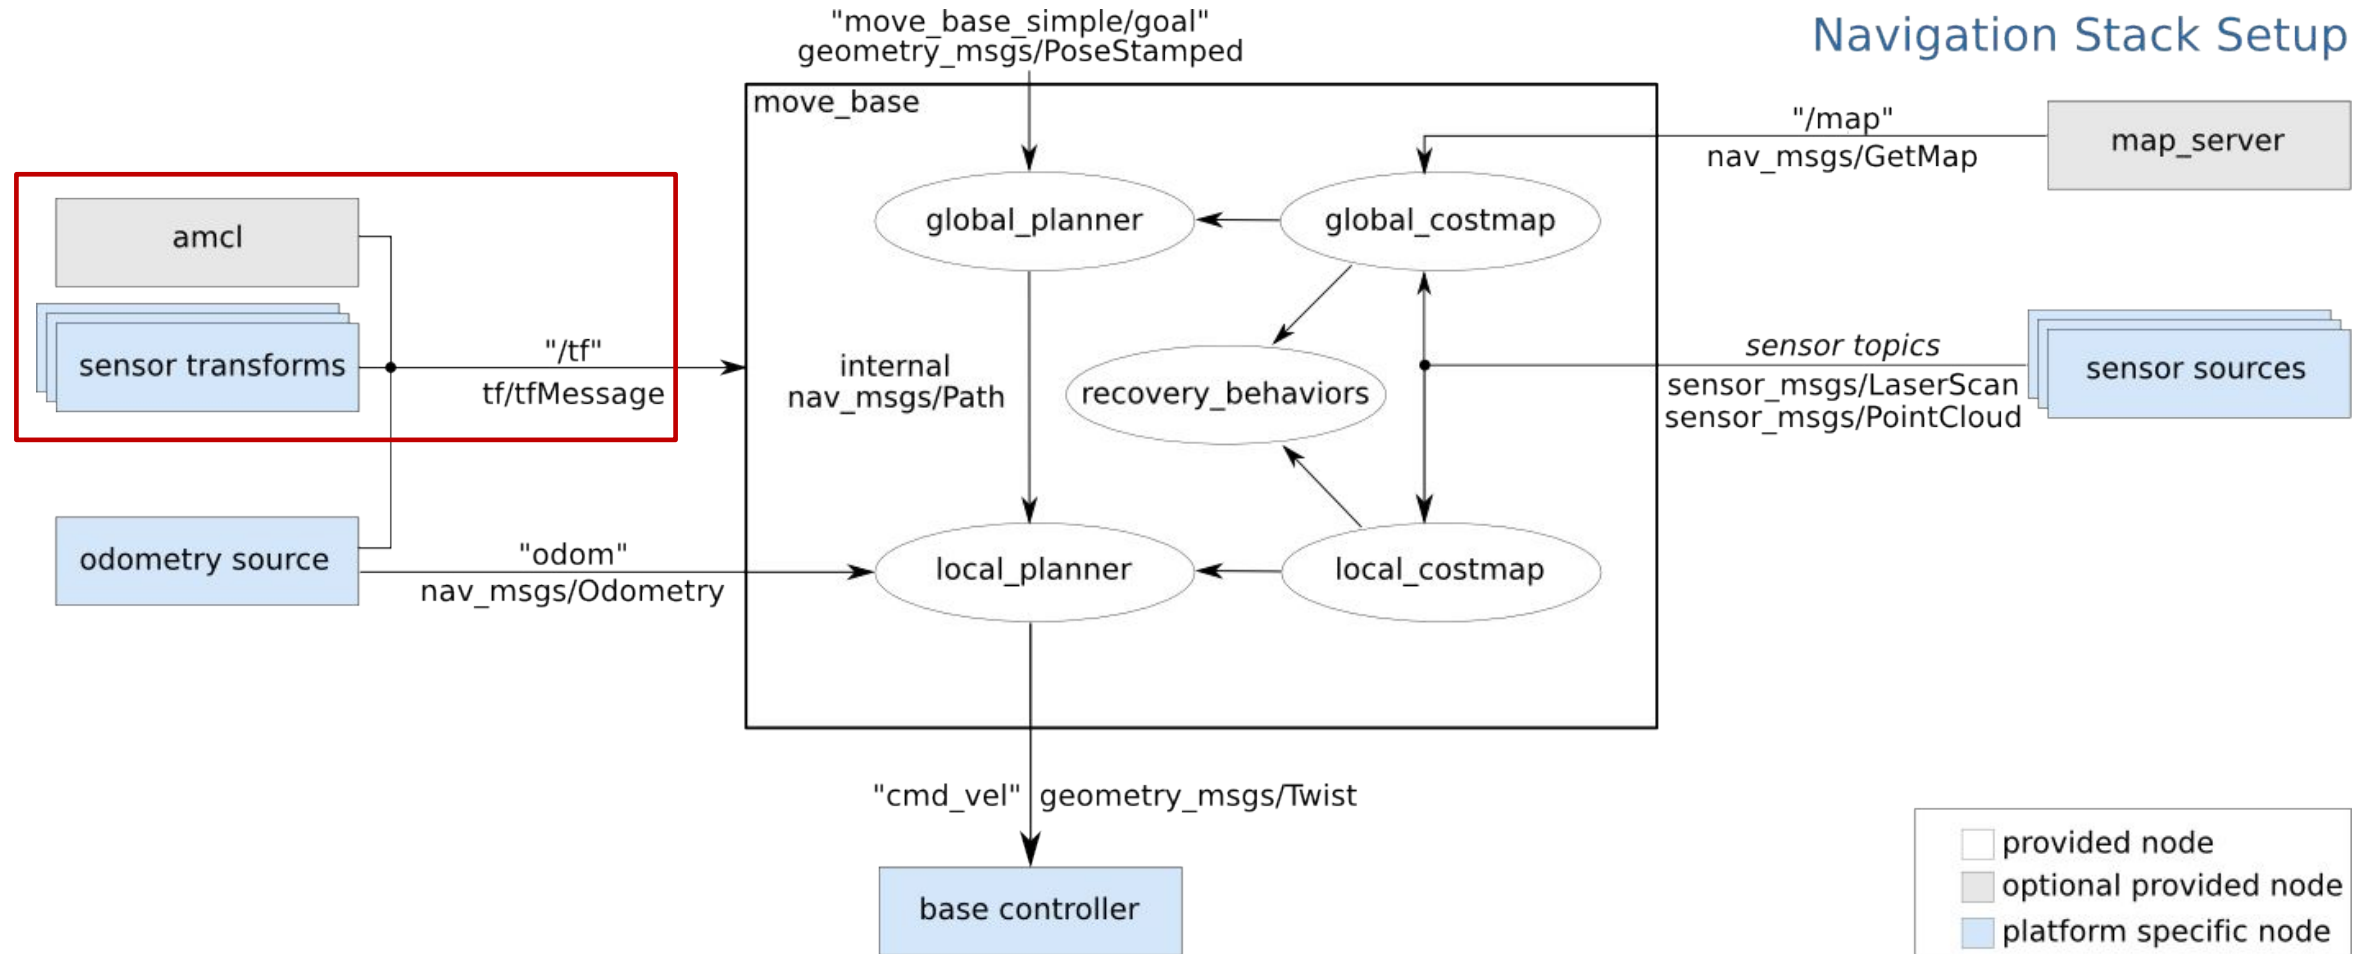 "move_base_simple/goal"
geometry_msgs/PoseStamped
Navigation Stack Setup
move_base
"/map"
nav_msgs/GetMap
map_server
amcl
global_planner
global_costmap
sensor transforms
"/tf"
tf/tfMessage
internal
nav_msgs/Path
recovery_behaviors
sensor topics
sensor_msgs/LaserScan
sensor_msgs/PointCloud
sensor sources
odometry source
"odom"
nav_msgs/Odometry
local_planner
local_costmap
"cmd_vel" geometry_msgs/Twist
base controller
provided node
optional provided node
platform specific node